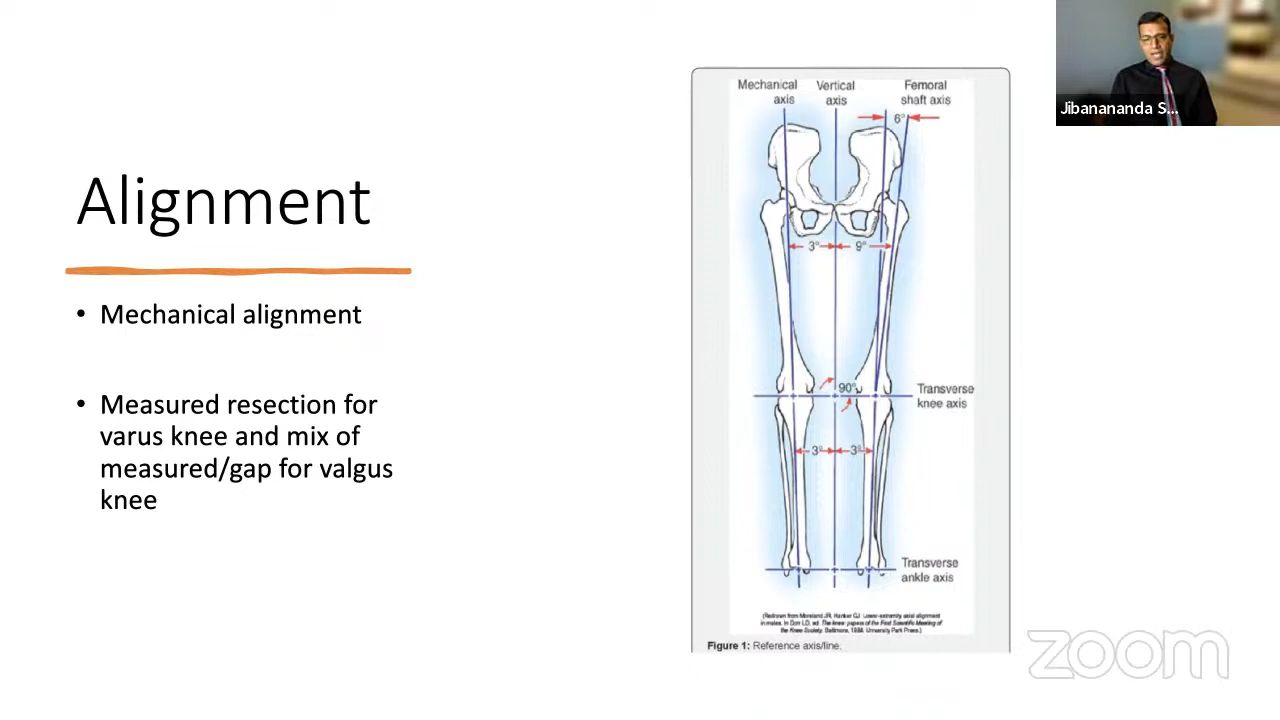 Jibanananda S...
Alignment
• Mechanical alignment
• Measured resection for
varus knee and mix of
measured/gap for valgus
knee
Mechanical
axis
Vertical
axis
Femoral
shaft axis
6°
3°
9°
90°
Transverse
knee axis
3°
3°
Transverse
ankle axis
(Redrawn from Moreland JR, Hanker GJ. Lower-extremity axial alignment
in males. In Dorr LD, ed. The knee: papers of the First Scientific Meeting of
the Knee Society. Baltimore, 1984. University Park Press.)
Figure 1: Reference axis/line.
zoom